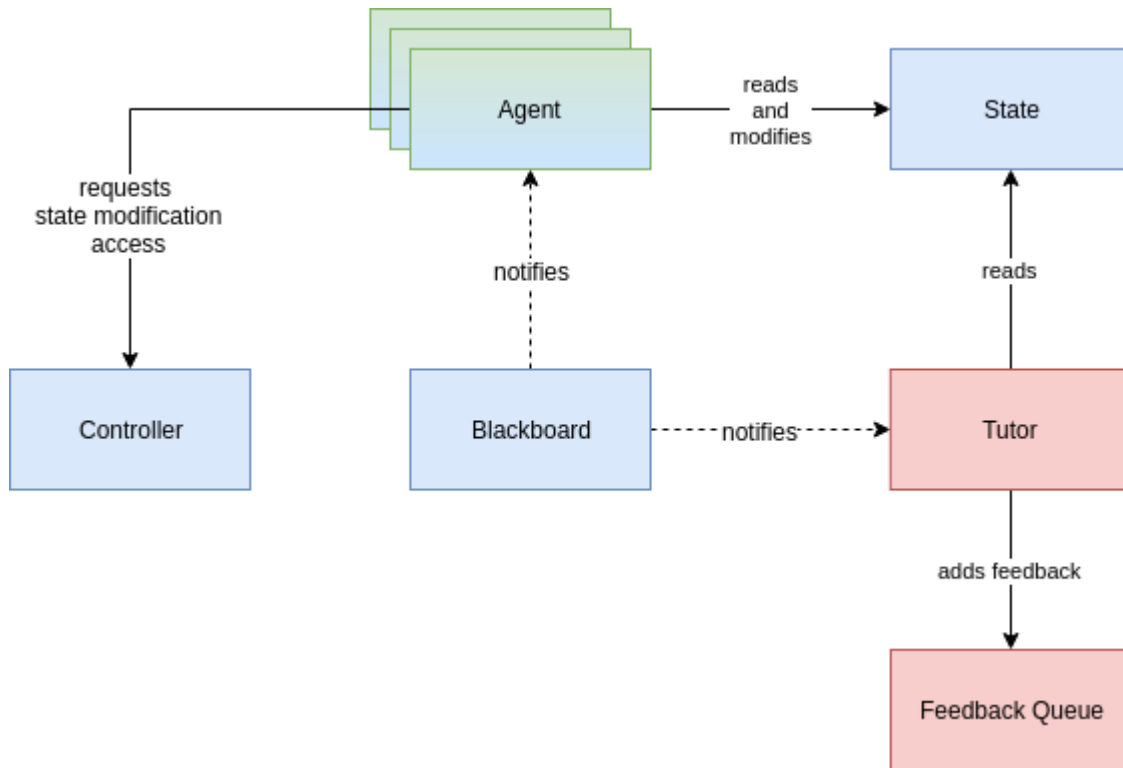 Agent
reads
and
modifies
State
requests
state modification
access
notifies
reads
Controller
Blackboard
notifies
Tutor
adds feedback
Feedback Queue